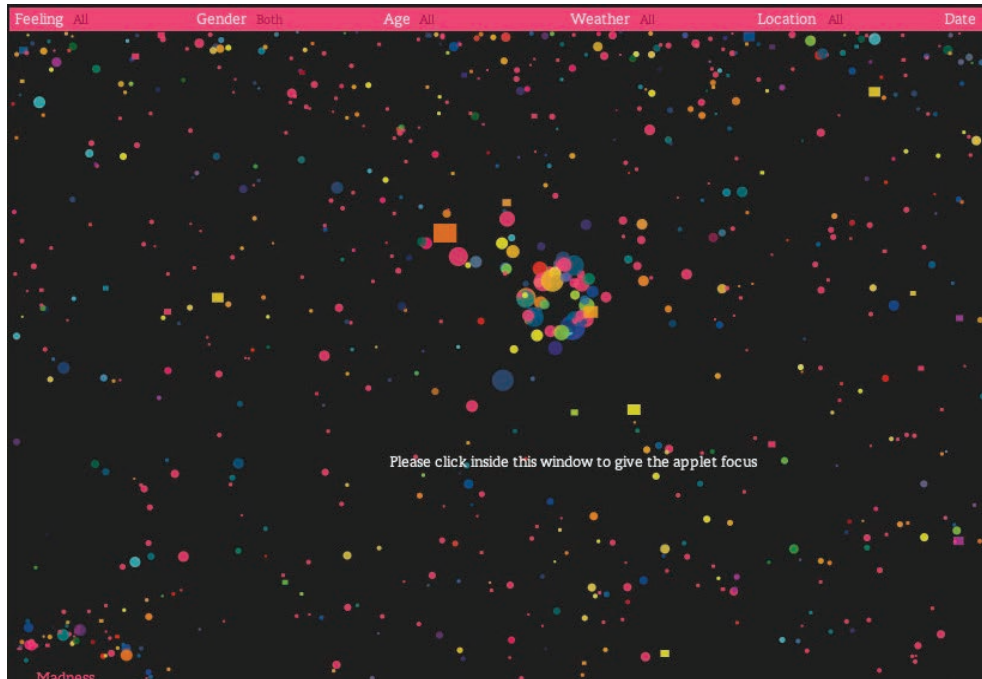 Feeling All Gender Both Age All Weather All Location All Date
Please click inside this window to give the applet focus
Madness